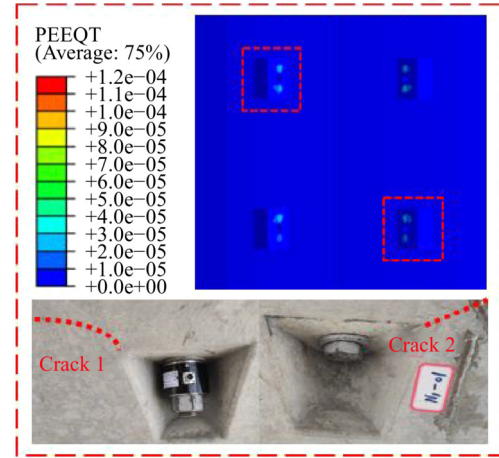 PEEQT
(Average: 75%)
+1.2e−04
+1.1e−04
+1.0e−04
+9.0e−05
+8.0e−05
+7.0e−05
+6.0e−05
+5.0e−05
+4.0e−05
+3.0e−05
+2.0e−05
+1.0e−05
+0.0e+00
Crack 1
Crack 2